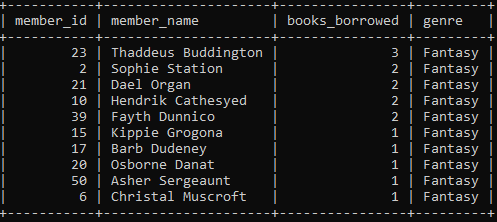 member_id | member_name | books_borrowed | genre
23 | Thaddeus Buddington | 3 | Fantasy
2 | Sophie Station | 2 | Fantasy
21 | Dael Organ | 2 | Fantasy
10 | Hendrik Cathesyed | 2 | Fantasy
39 | Fayth Dunnico | 2 | Fantasy
15 | Kippie Grogona | 1 | Fantasy
17 | Barb Dudeney | 1 | Fantasy
20 | Osborne Danat | 1 | Fantasy
50 | Asher Sergeaunt | 1 | Fantasy
6 | Christal Muscroft | 1 | Fantasy